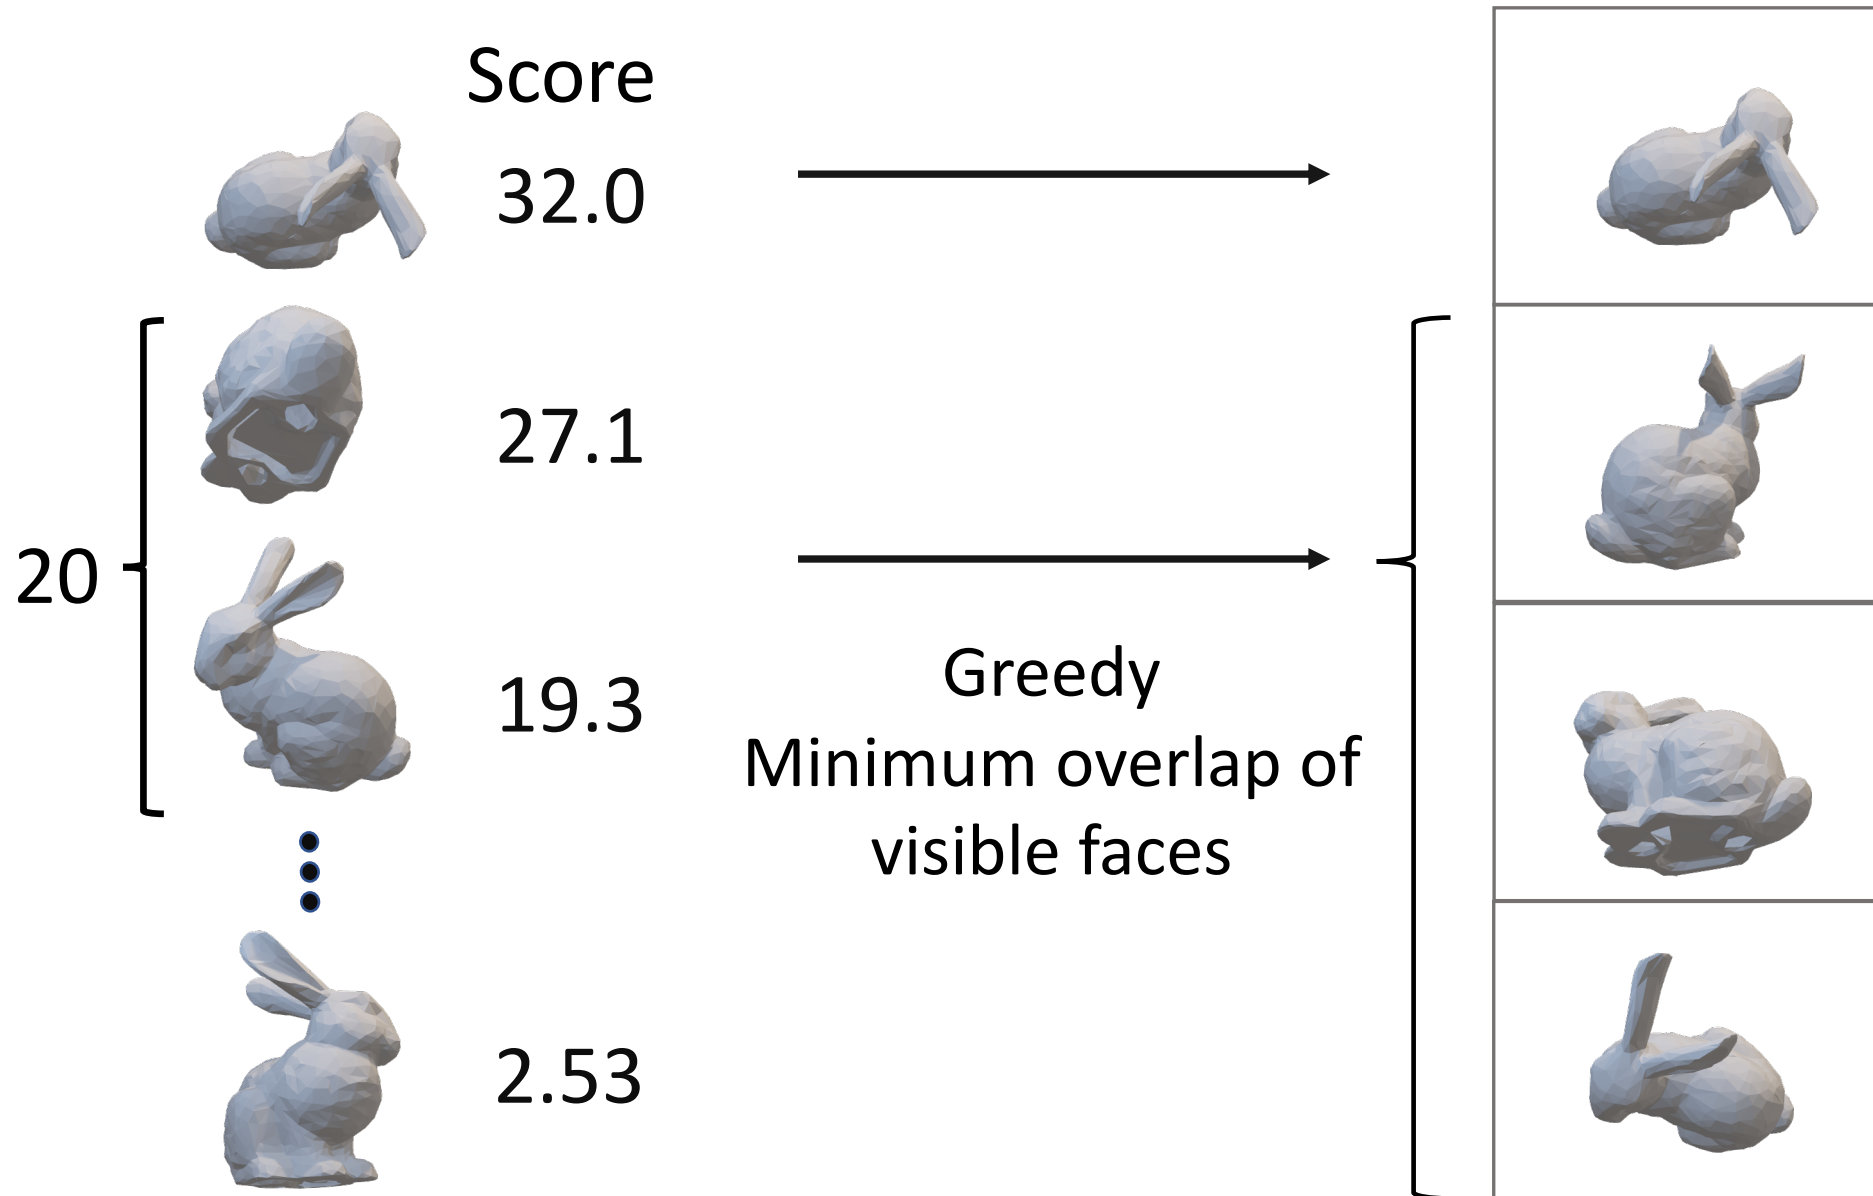 Score
32.0
27.1
20
19.3
Greedy
Minimum overlap of
visible faces
2.53